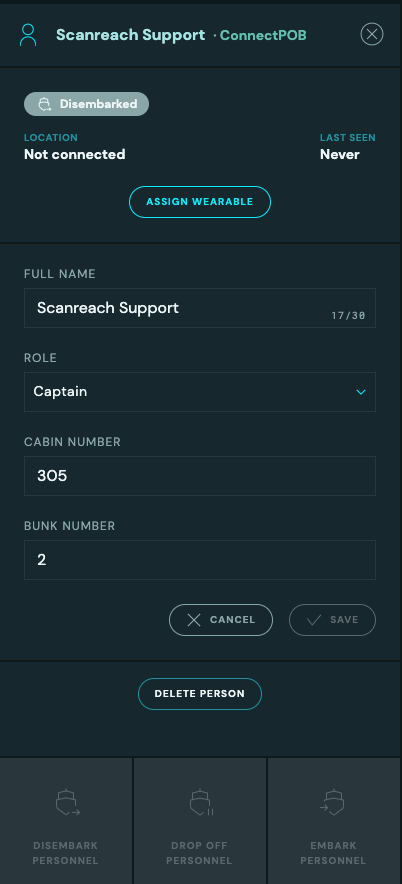 Scanreach Support · ConnectPOB
Disembarked
LOCATION
LAST SEEN
Not connected
Never
ASSIGN WEARABLE
FULL NAME
Scanreach Support
17/30
ROLE
Captain
CABIN NUMBER
305
BUNK NUMBER
2
CANCEL
SAVE
DELETE PERSON
DISEMBARK
PERSONNEL
DROP OFF
PERSONNEL
EMBARK
PERSONNEL